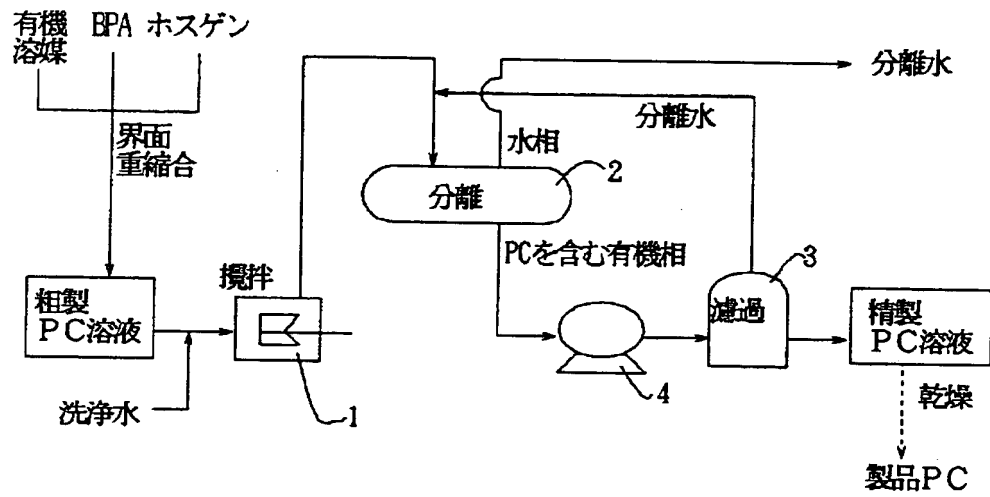 有機
溶媒
BPA ホスゲン
界面
重縮合
粗製
PC溶液
洗浄水
攪拌
1
分離
2
水相
分離水
分離水
PCを含む有機相
4
濾過
3
精製
PC溶液
乾燥
製品PC